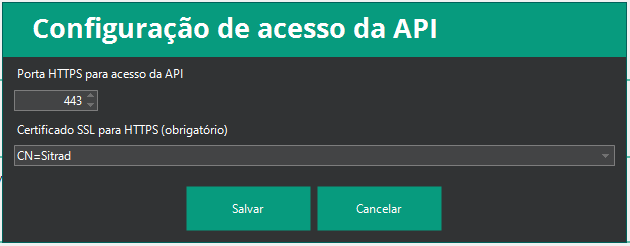 Configuração de acesso da API
Porta HTTPS para acesso da API
443
Certificado SSL para HTTPS (obrigatório)
CN=Sitrad
Salvar
Cancelar